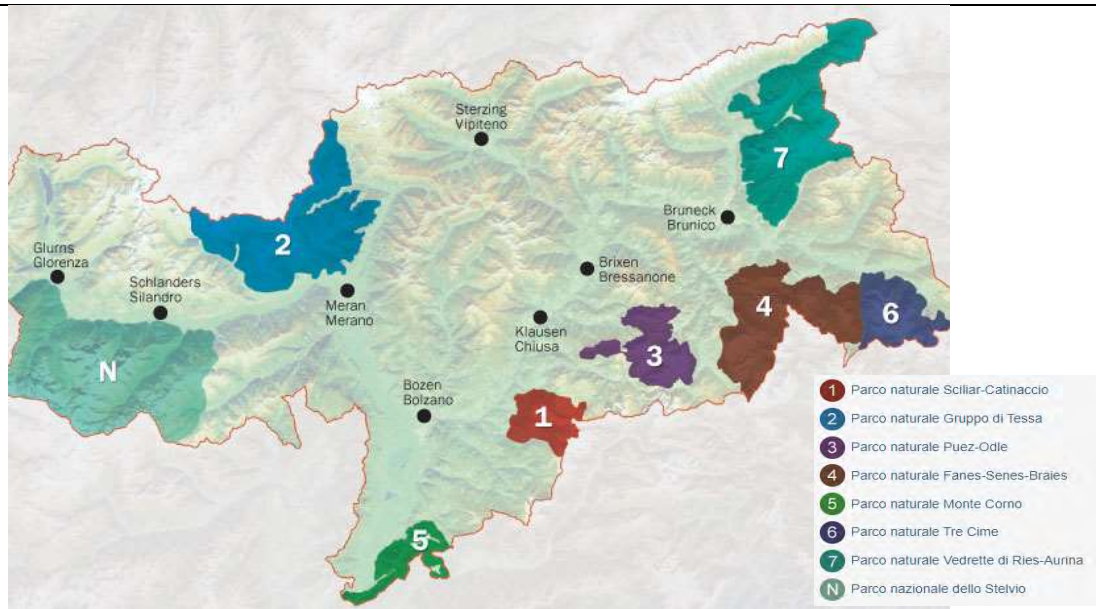 Sterzing
Vipiteno
7
Bruneck
Brunico
2
Glurns
Glorenza
Brixen
Bressanone
Schlanders
Silandro
Meran
Merano
4
6
Klausen
Chiusa
3
N
Bozen
Bolzano
1
5
1 Parco naturale Sciliar-Catinaccio
2 Parco naturale Gruppo di Tessa
3 Parco naturale Puez-Odle
4 Parco naturale Fanes-Senes-Braies
5 Parco naturale Monte Corno
6 Parco naturale Tre Cime
7 Parco naturale Vedrette di Ries-Aurina
N Parco nazionale dello Stelvio